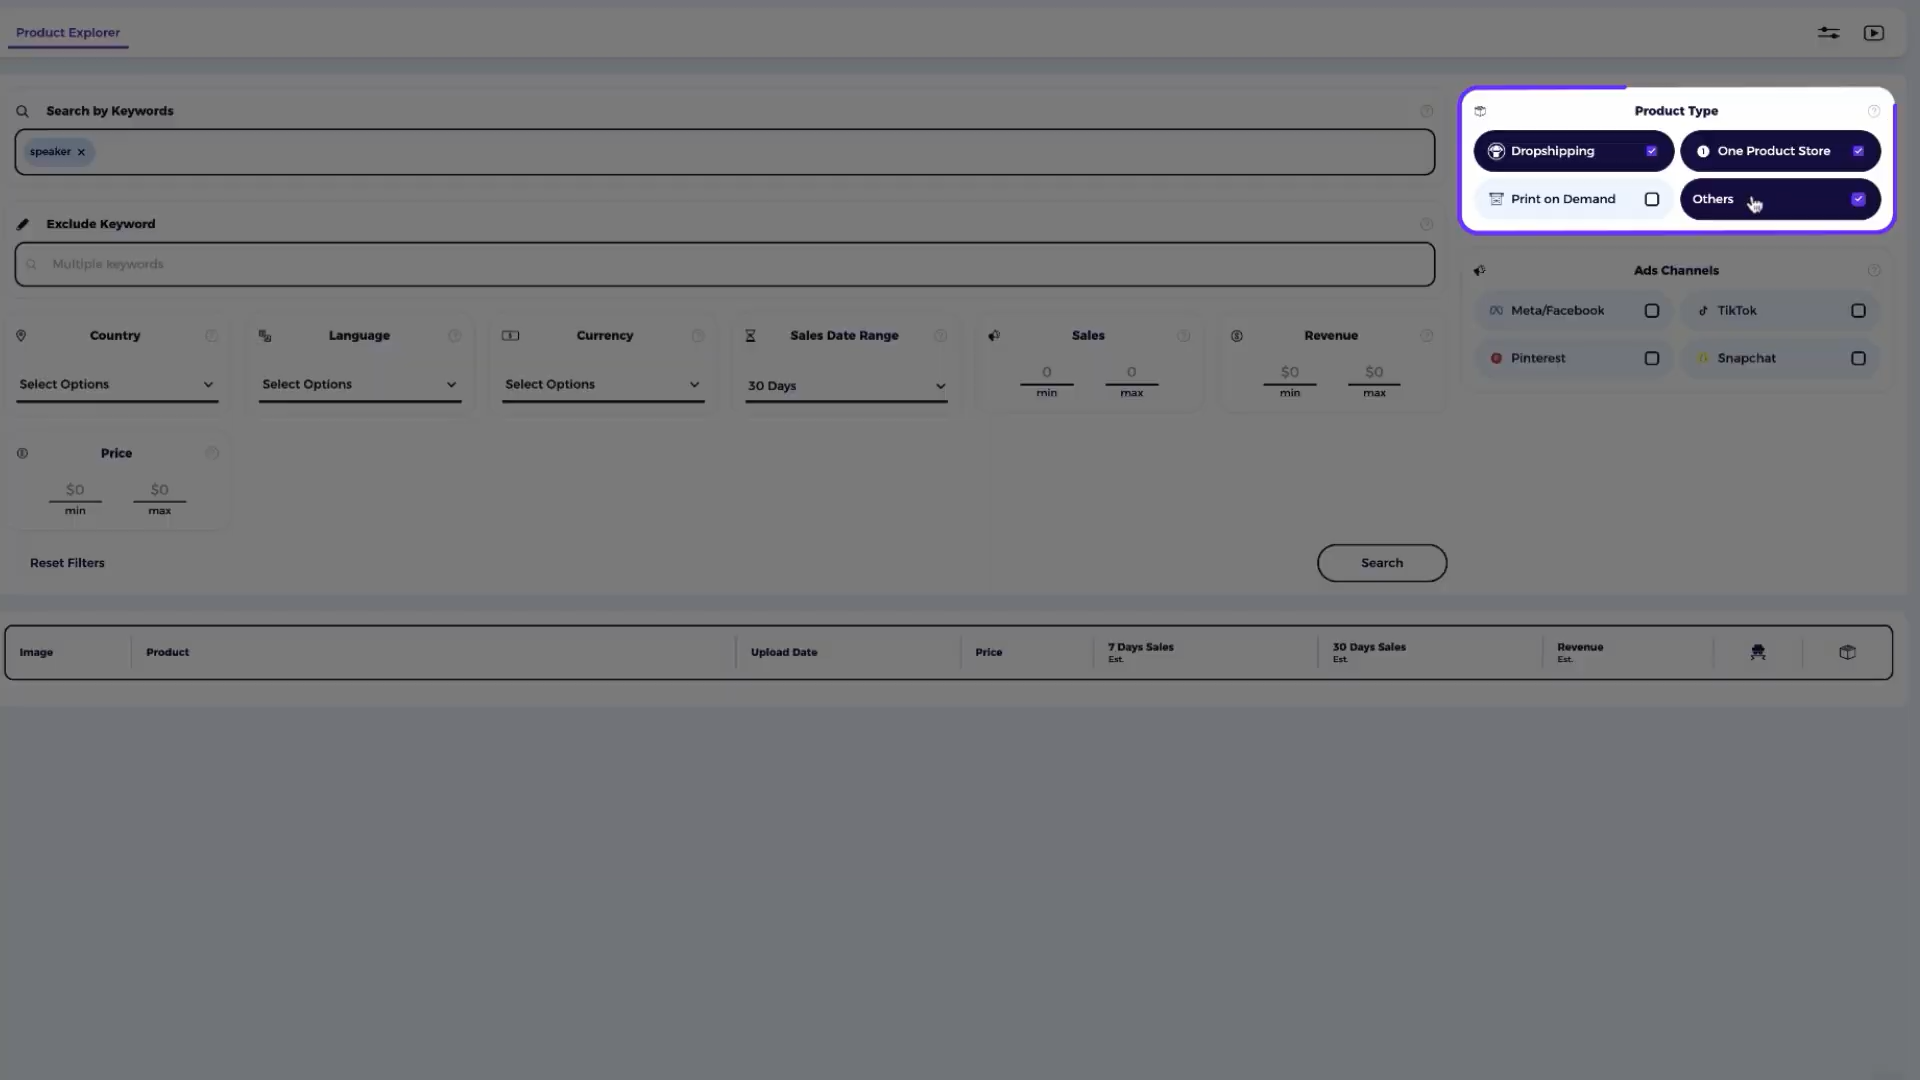 Product Explorer
Search by Keywords
speaker ×
Exclude Keyword
Multiple keywords
Product Type
Dropshipping
One Product Store
Print on Demand
Others
Ads Channels
Meta/Facebook
TikTok
Pinterest
Snapchat
Country
Select Options
Language
Select Options
Currency
Select Options
Sales Date Range
30 Days
Sales
0 0
min max
Revenue
$0 $0
min max
Price
$0 $0
min max
Reset Filters
Search
Image Product Upload Date Price 7 Days Sales 30 Days Sales Revenue
Est. Est. Est.